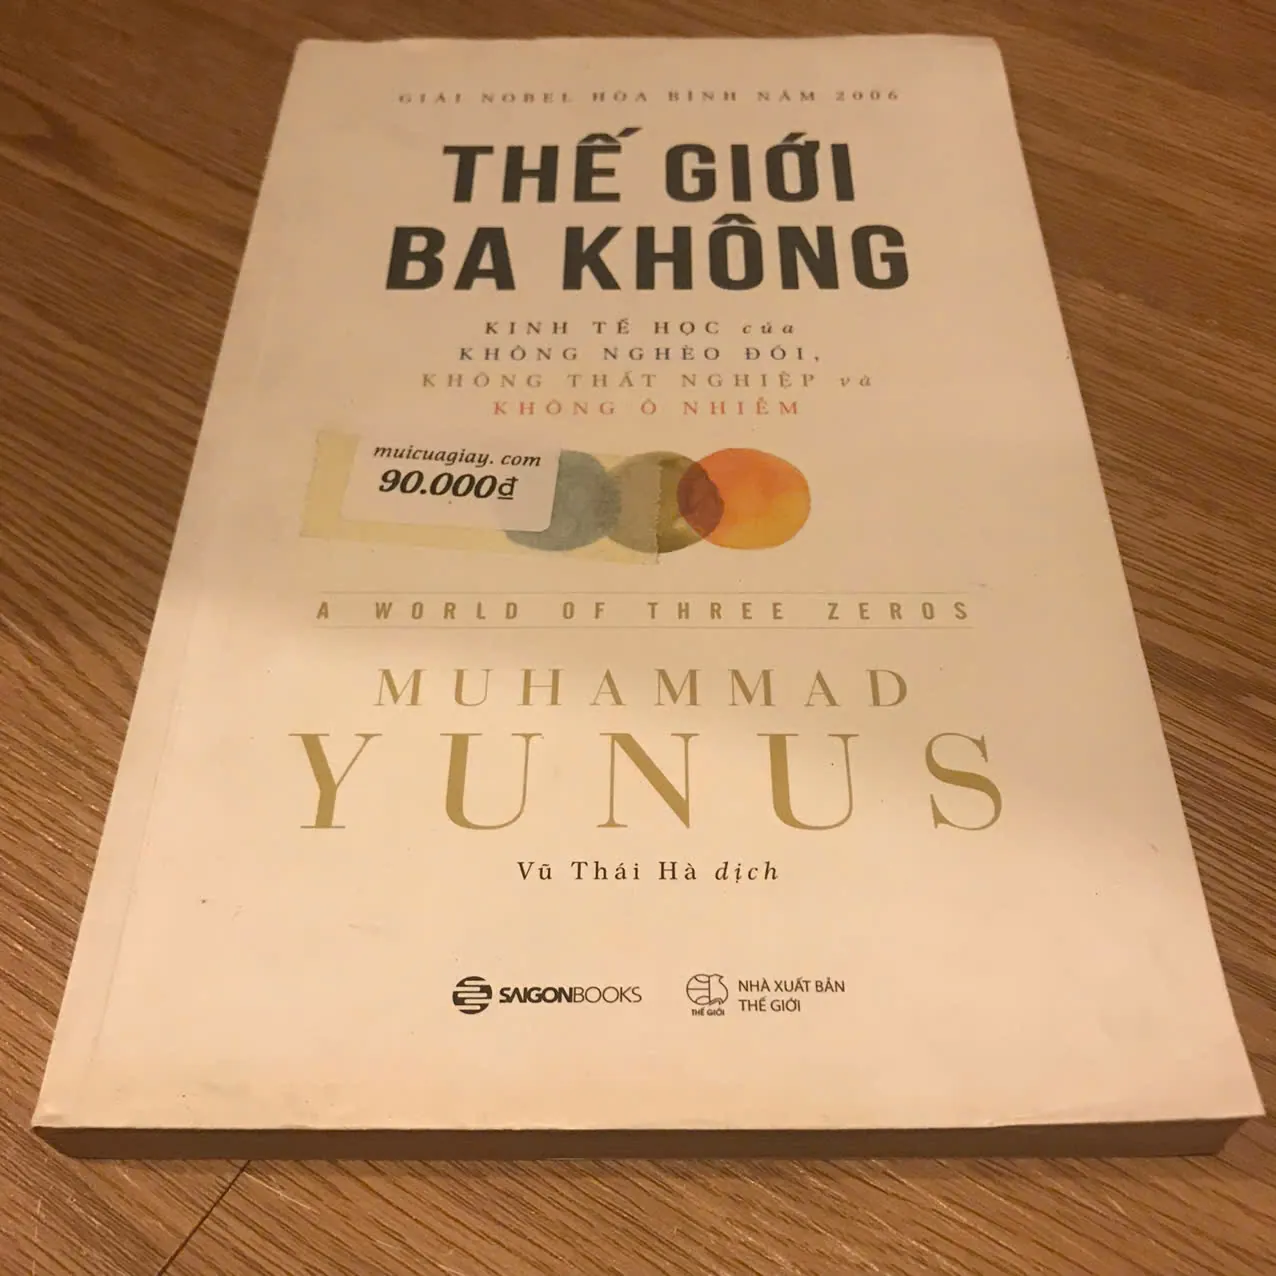 GIẢI NOBEL HÒA BÌNH NĂM 2006
THẾ GIỚI
BA KHÔNG
KINH TẾ HỌC của
KHÔNG NGHÈO ĐÓI,
KHÔNG THẤT NGHIỆP và
KHÔNG Ô NHIỄM
muicuagiay. com
90.000đ
A WORLD OF THREE ZEROS
MUHAMMAD
YUNUS
Vũ Thái Hà dịch
SAIGONBOOKS
THẾ GIỚI
NHÀ XUẤT BẢN
THẾ GIỚI